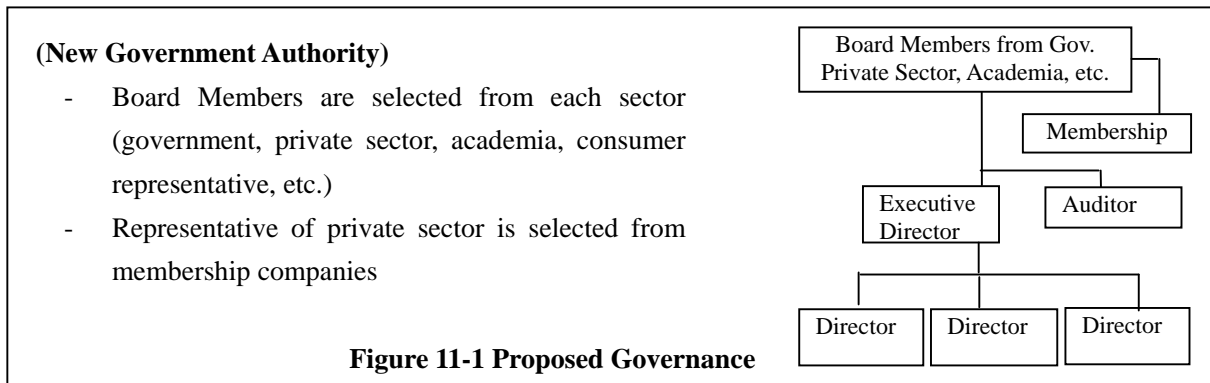 (New Government Authority)
- Board Members are selected from each sector
(government, private sector, academia, consumer
representative, etc.)
- Representative of private sector is selected from
membership companies
Board Members from Gov.
Private Sector, Academia, etc.
Membership
Executive
Director
Auditor
Director
Director
Director
Figure 11-1 Proposed Governance